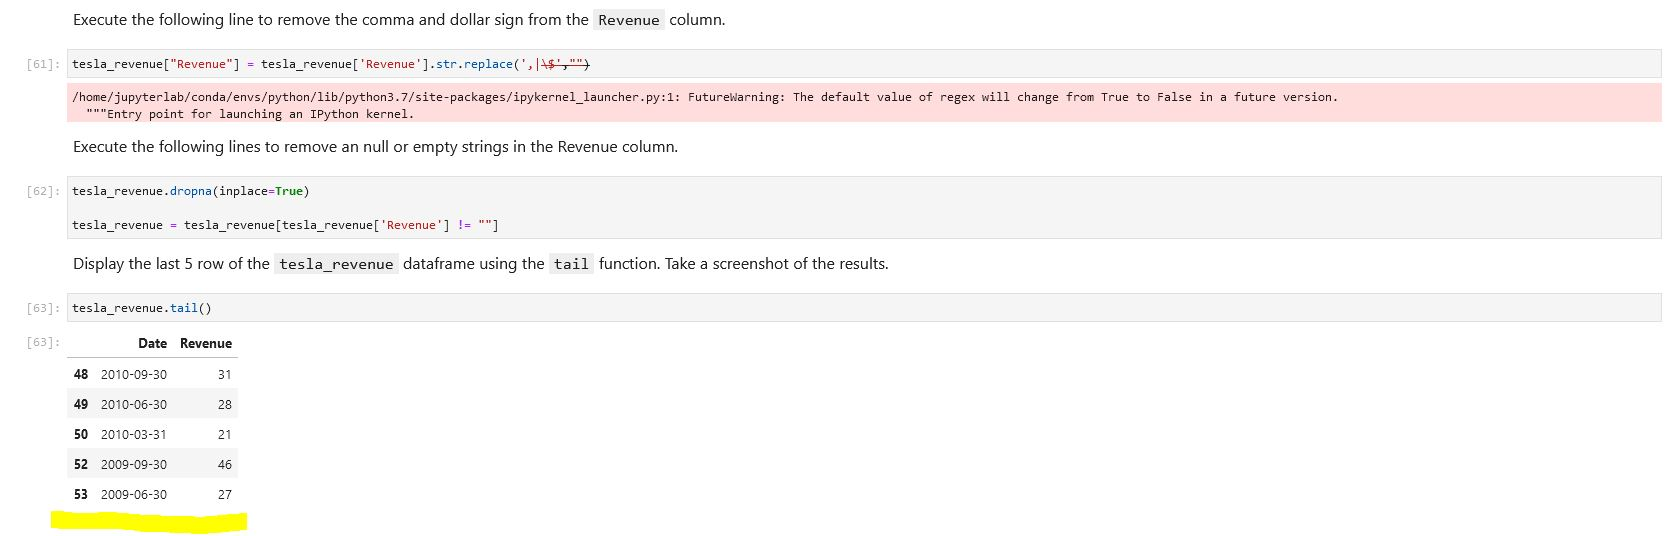 Execute the following line to remove the comma and dollar sign from the Revenue column.
[61]: tesla_revenue["Revenue"] = tesla_revenue['Revenue'].str.replace(',|\$',"")
/home/jupyterlab/conda/envs/python/lib/python3.7/site-packages/ipykernel_launcher.py:1: FutureWarning: The default value of regex will change from True to False in a future version.
"""Entry point for launching an IPython kernel.
Execute the following lines to remove an null or empty strings in the Revenue column.
[62]: tesla_revenue.dropna(inplace=True)
tesla_revenue = tesla_revenue[tesla_revenue['Revenue'] != ""]
Display the last 5 row of the tesla_revenue dataframe using the tail function. Take a screenshot of the results.
[63]: tesla_revenue.tail()
[63]: Date Revenue
48 2010-09-30 31
49 2010-06-30 28
50 2010-03-31 21
52 2009-09-30 46
53 2009-06-30 27